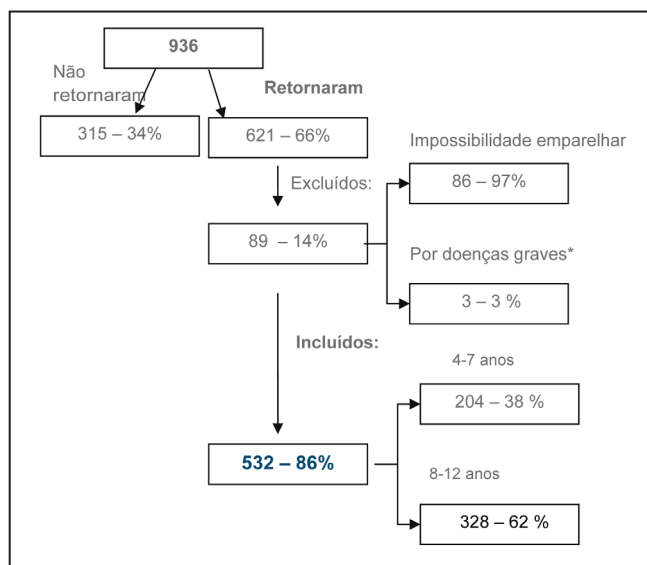 936
Não
retornaram
Retornaram
315 – 34%
621 – 66%
Excluídos:
Impossibilidade emparelhar
86 – 97%
89 – 14%
Por doenças graves*
3 – 3 %
Incluídos:
4-7 anos
204 – 38 %
532 – 86%
8-12 anos
328 – 62 %